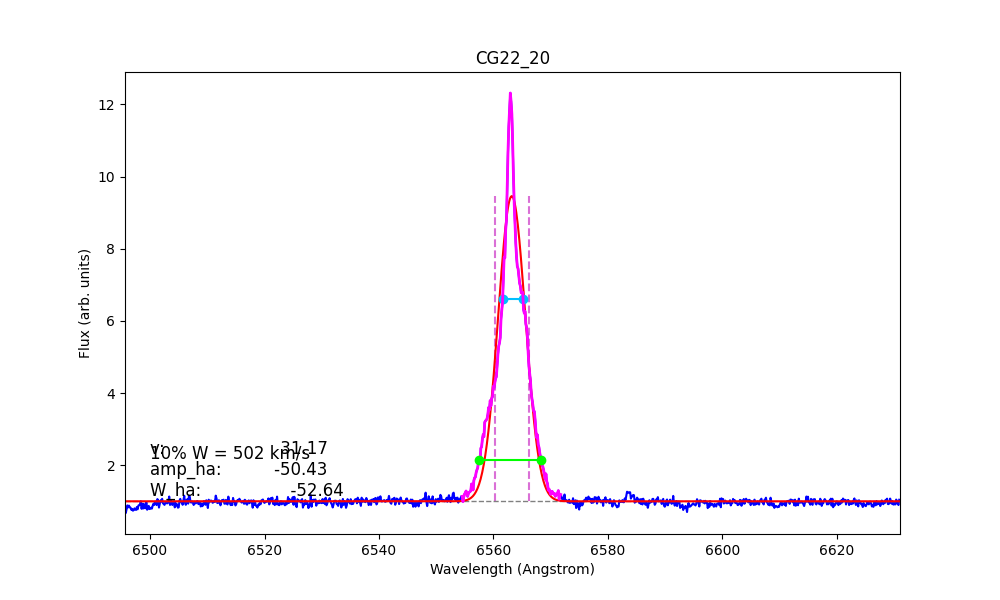 CG22_20
12
10
8
6
4
2
Flux (arb. units)
v: 31.17
10% W = 502 km/s
amp_ha: -50.43
W_ha: -52.64
6500 6520 6540 6560 6580 6600 6620
Wavelength (Angstrom)